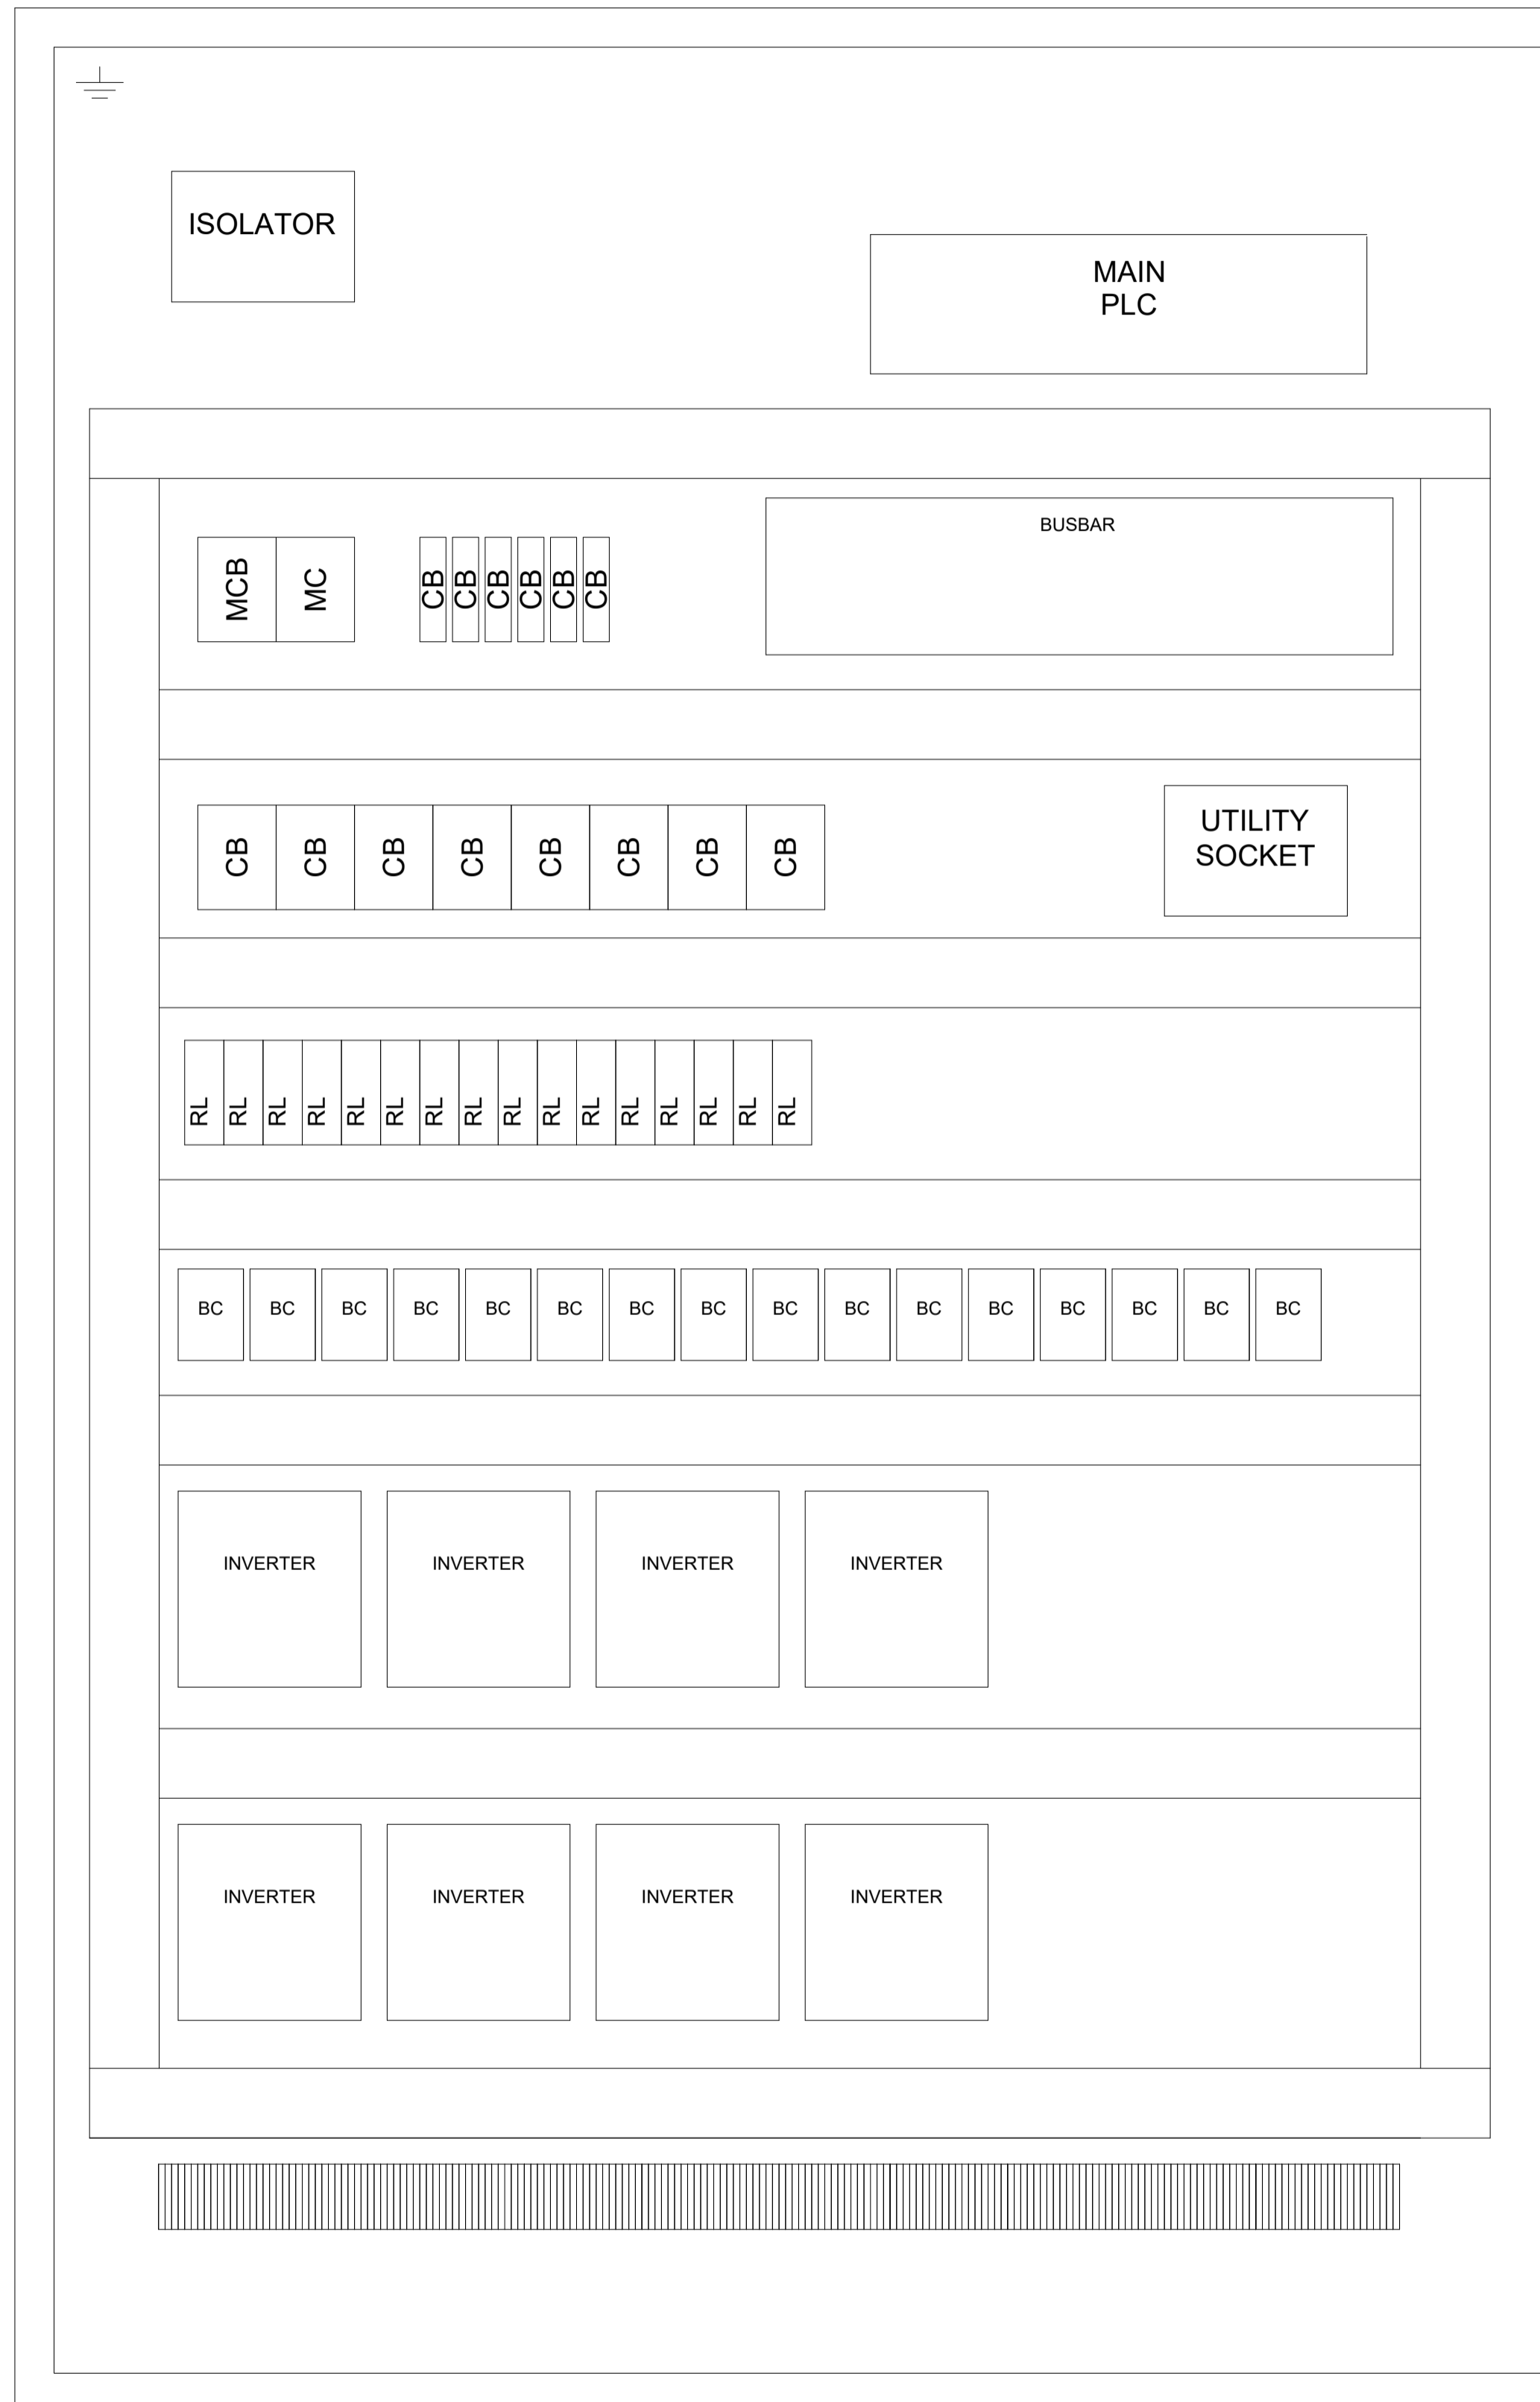 ISOLATOR
MAIN
PLC
BUSBAR
MCB MC CB CB CB CB CB CB
UTILITY
SOCKET
CB CB CB CB CB CB CB CB
RL RL RL RL RL RL RL RL RL RL RL RL RL RL RL RL
BC BC BC BC BC BC BC BC BC BC BC BC BC BC BC BC
INVERTER INVERTER INVERTER INVERTER
INVERTER INVERTER INVERTER INVERTER